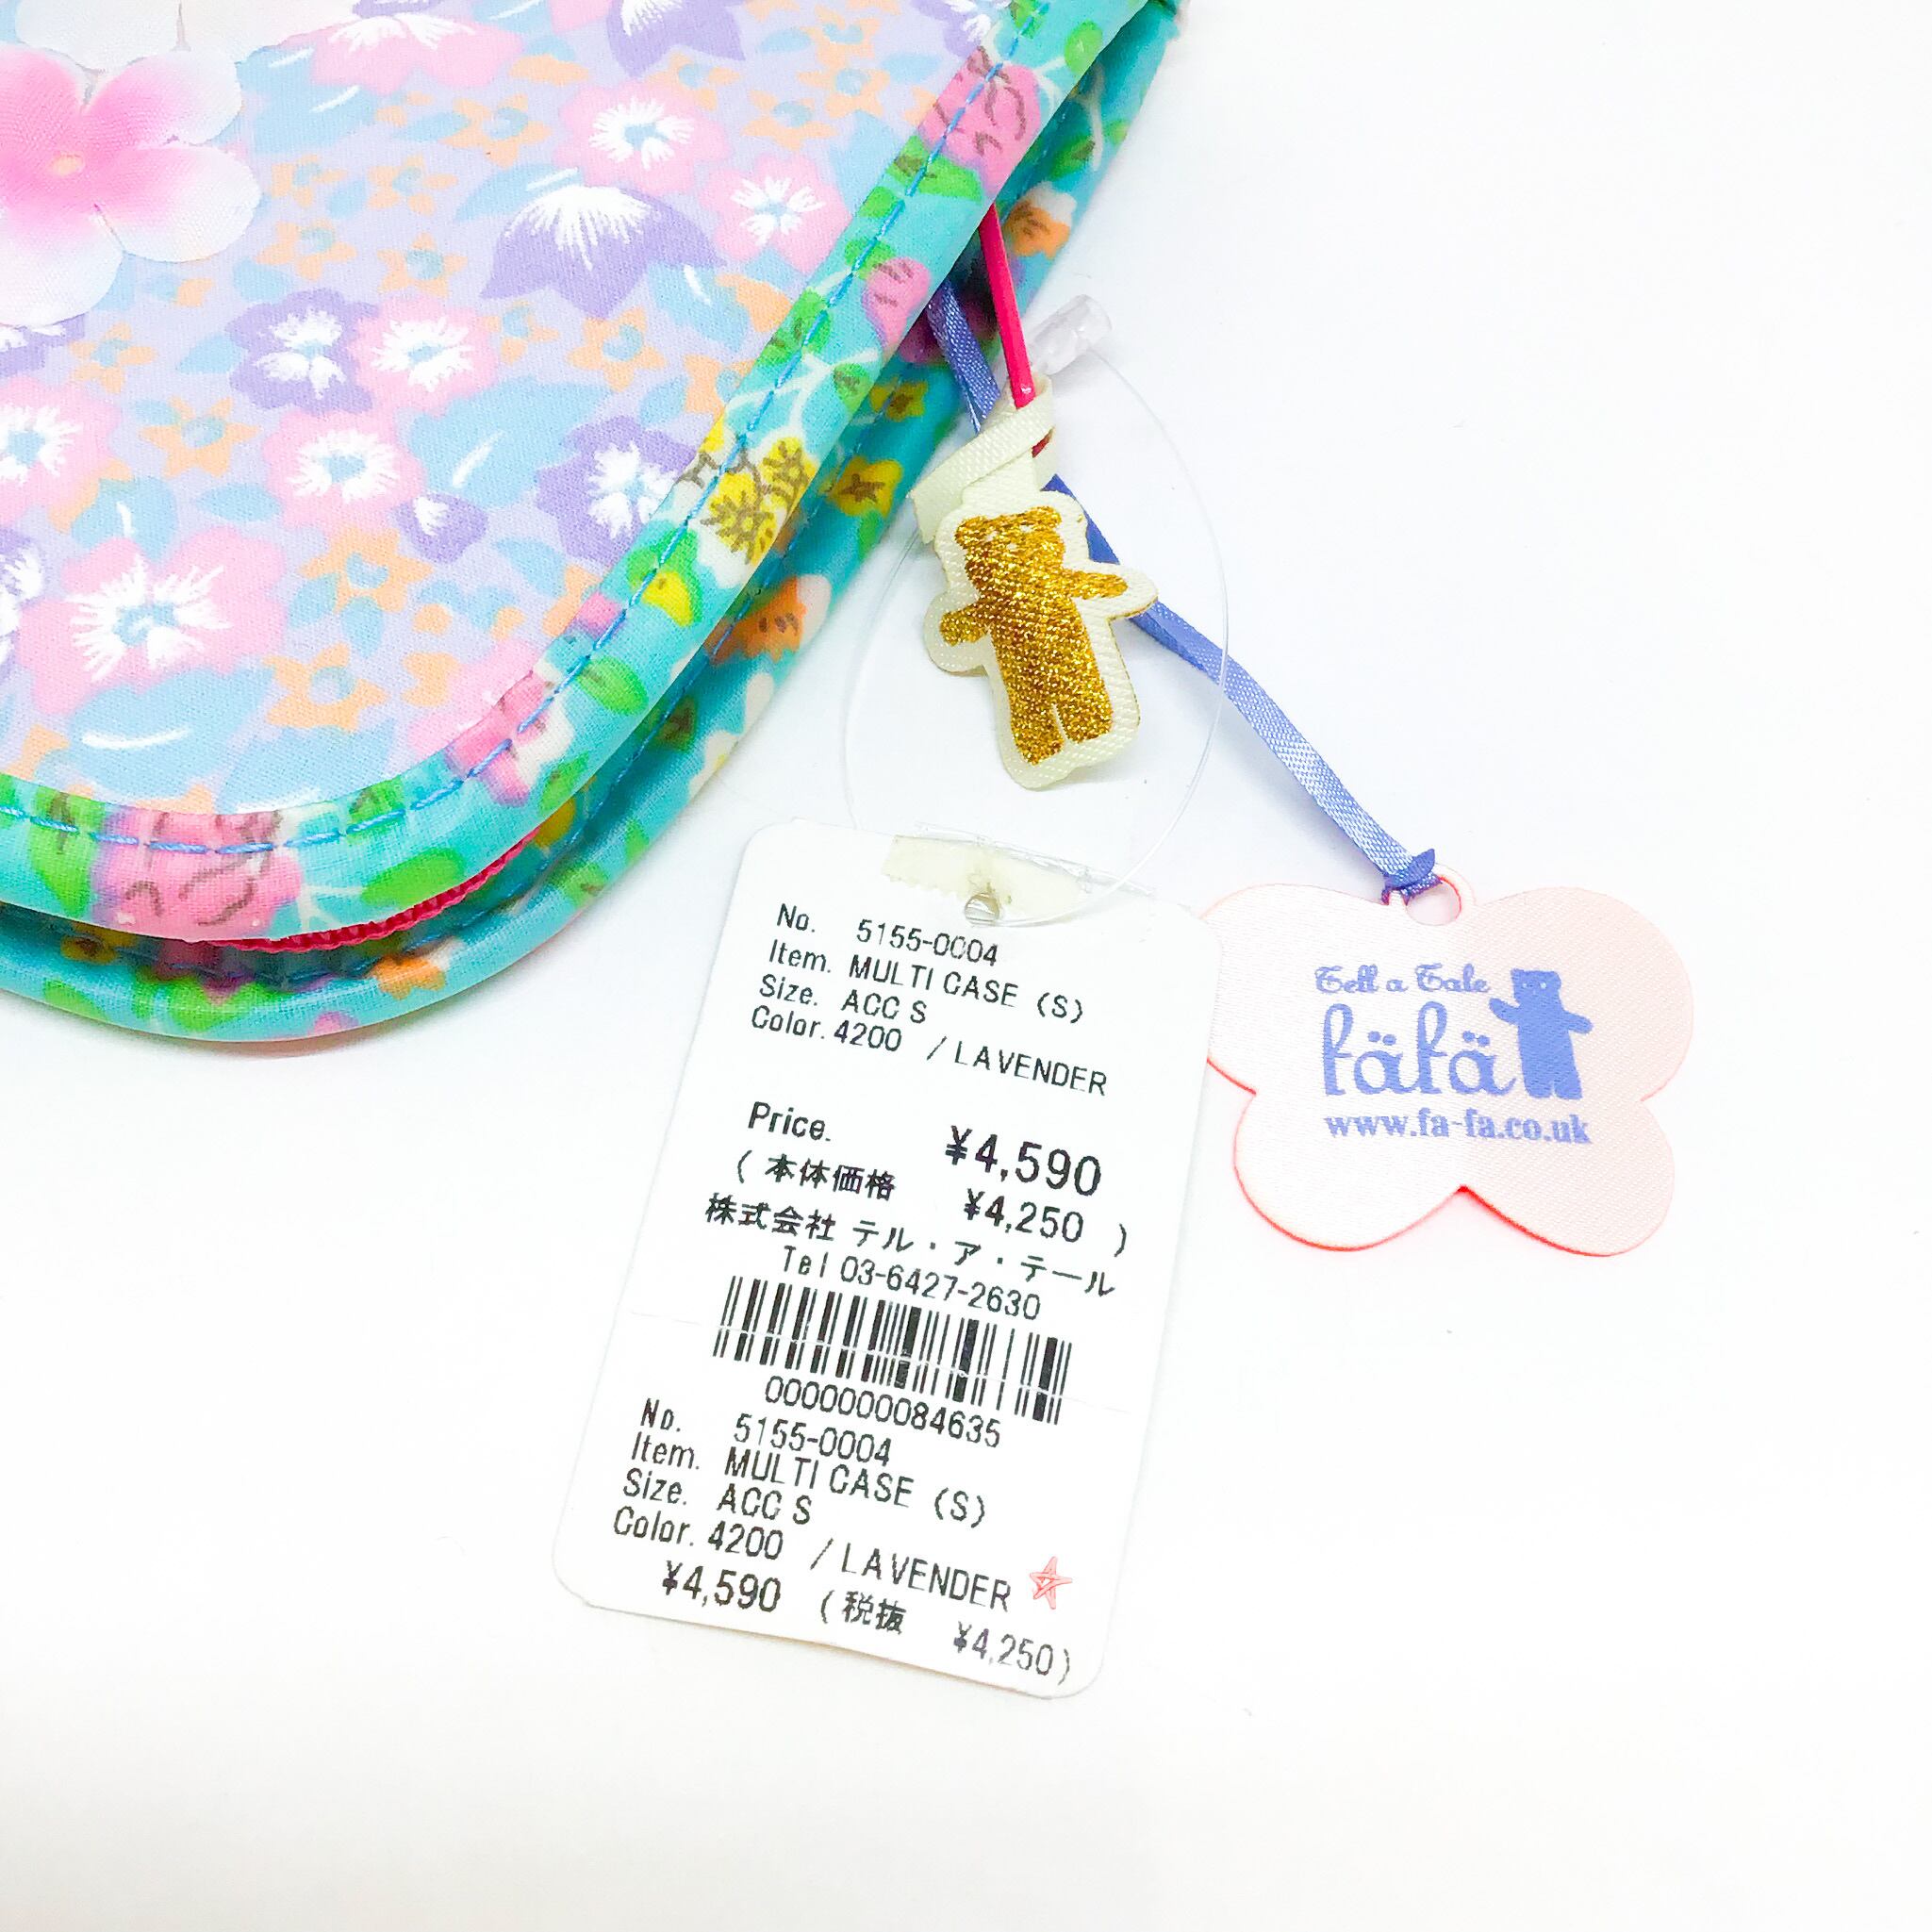 No. 5155-0004
Item. MULTI CASE (S)
Size. ACC S
Color. 4200 / LAVENDER
Price. ¥4,590
( 本体価格 ¥4,250 )
株式会社 テル・ア・テール
Tel 03-6427-2630
0000000084635
No. 5155-0004
Item. MULTI CASE (S)
Size. ACC S
Color. 4200 / LAVENDER
¥4,590 (税抜 ¥4,250)
Tell a Tale
fäfä
www.fa-fa.co.uk